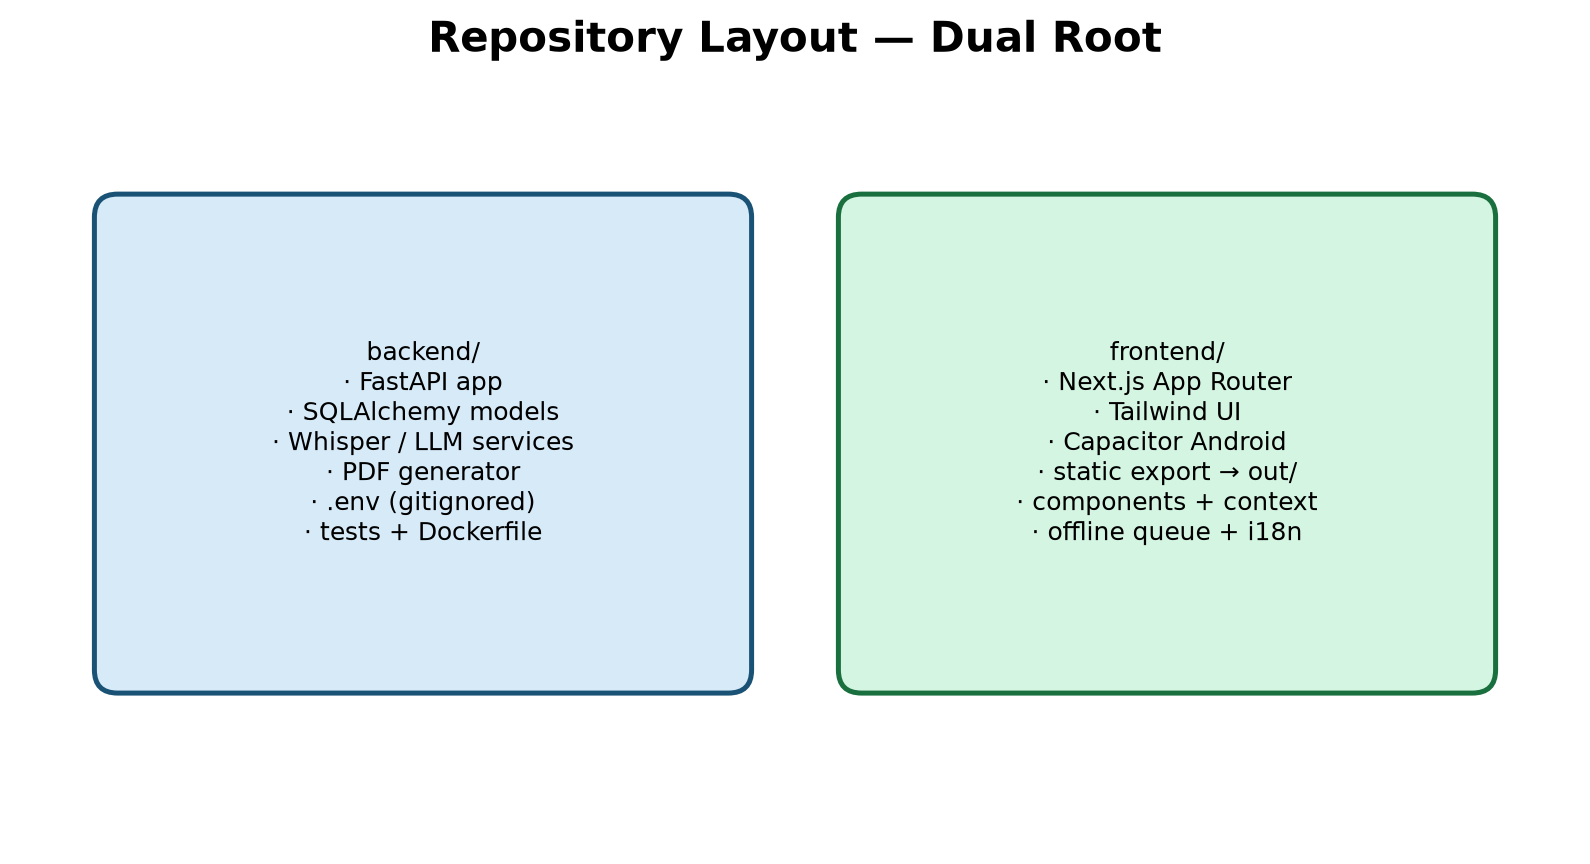 Repository Layout — Dual Root
backend/
· FastAPI app
· SQLAlchemy models
· Whisper / LLM services
· PDF generator
· .env (gitignored)
· tests + Dockerfile
frontend/
· Next.js App Router
· Tailwind UI
· Capacitor Android
· static export → out/
· components + context
· offline queue + i18n